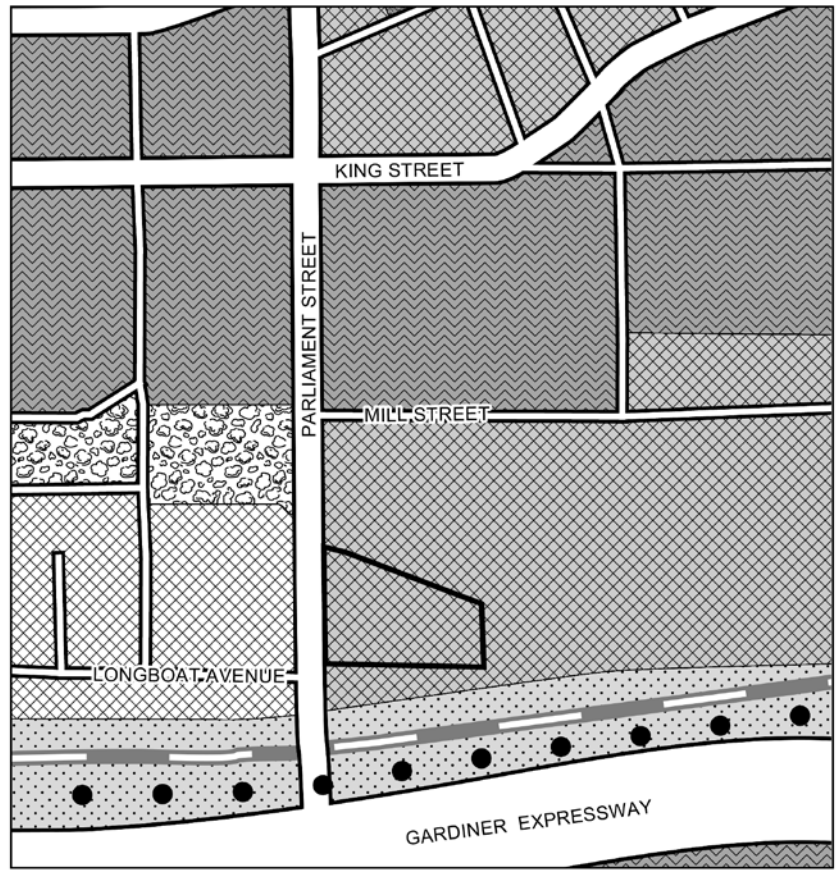 KING STREET
PARLIAMENT STREET
MILL STREET
LONGBOAT AVENUE
GARDINER EXPRESSWAY